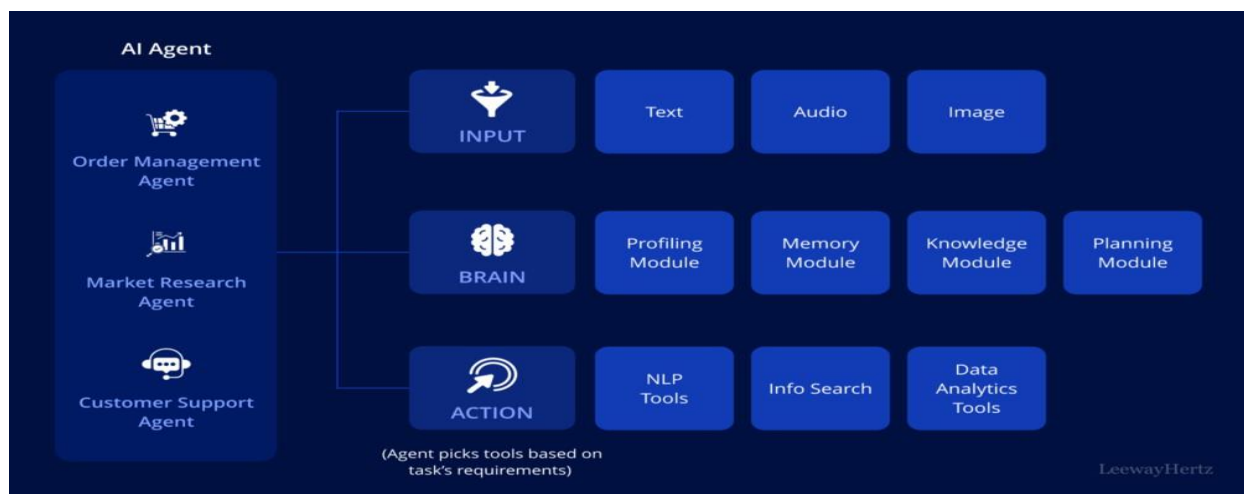 AI Agent
Order Management
Agent
Market Research
Agent
Customer Support
Agent
INPUT
Text
Audio
Image
BRAIN
Profiling
Module
Memory
Module
Knowledge
Module
Planning
Module
ACTION
NLP
Tools
Info Search
Data
Analytics
Tools
(Agent picks tools based on
task's requirements)
LeewayHertz